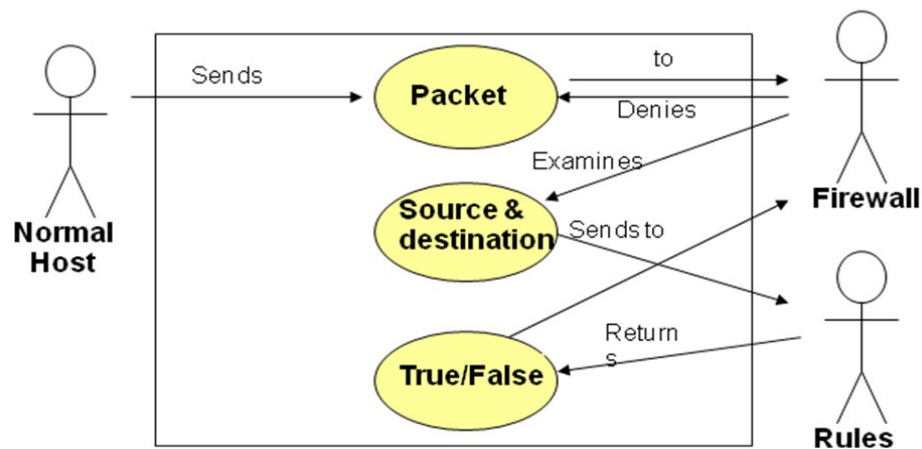 Sends
to
Packet
Denies
Examines
Firewall
Source &
destination
Sends to
Normal
Host
Return
s
True/False
Rules